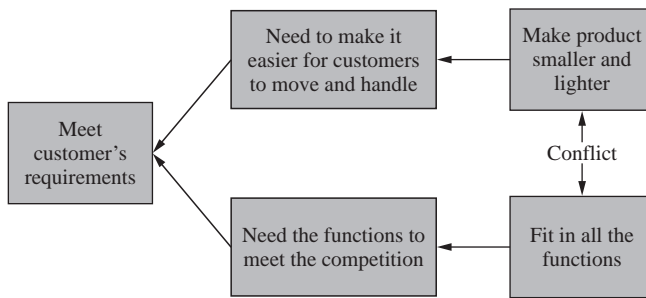 Need to make it
easier for customers
to move and handle
Make product
smaller and
lighter
Meet
customer's
requirements
Conflict
Need the functions to
meet the competition
Fit in all the
functions